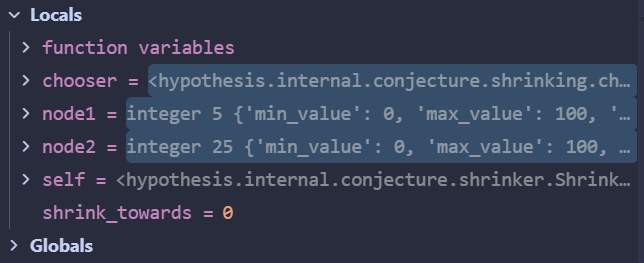 Locals
function variables
chooser = <hypothesis.internal.conjecture.shrinking.ch...
node1 = integer 5 {'min_value': 0, 'max_value': 100, '...
node2 = integer 25 {'min_value': 0, 'max_value': 100, ...
self = <hypothesis.internal.conjecture.shrinker.Shrink...
shrink_towards = 0
Globals